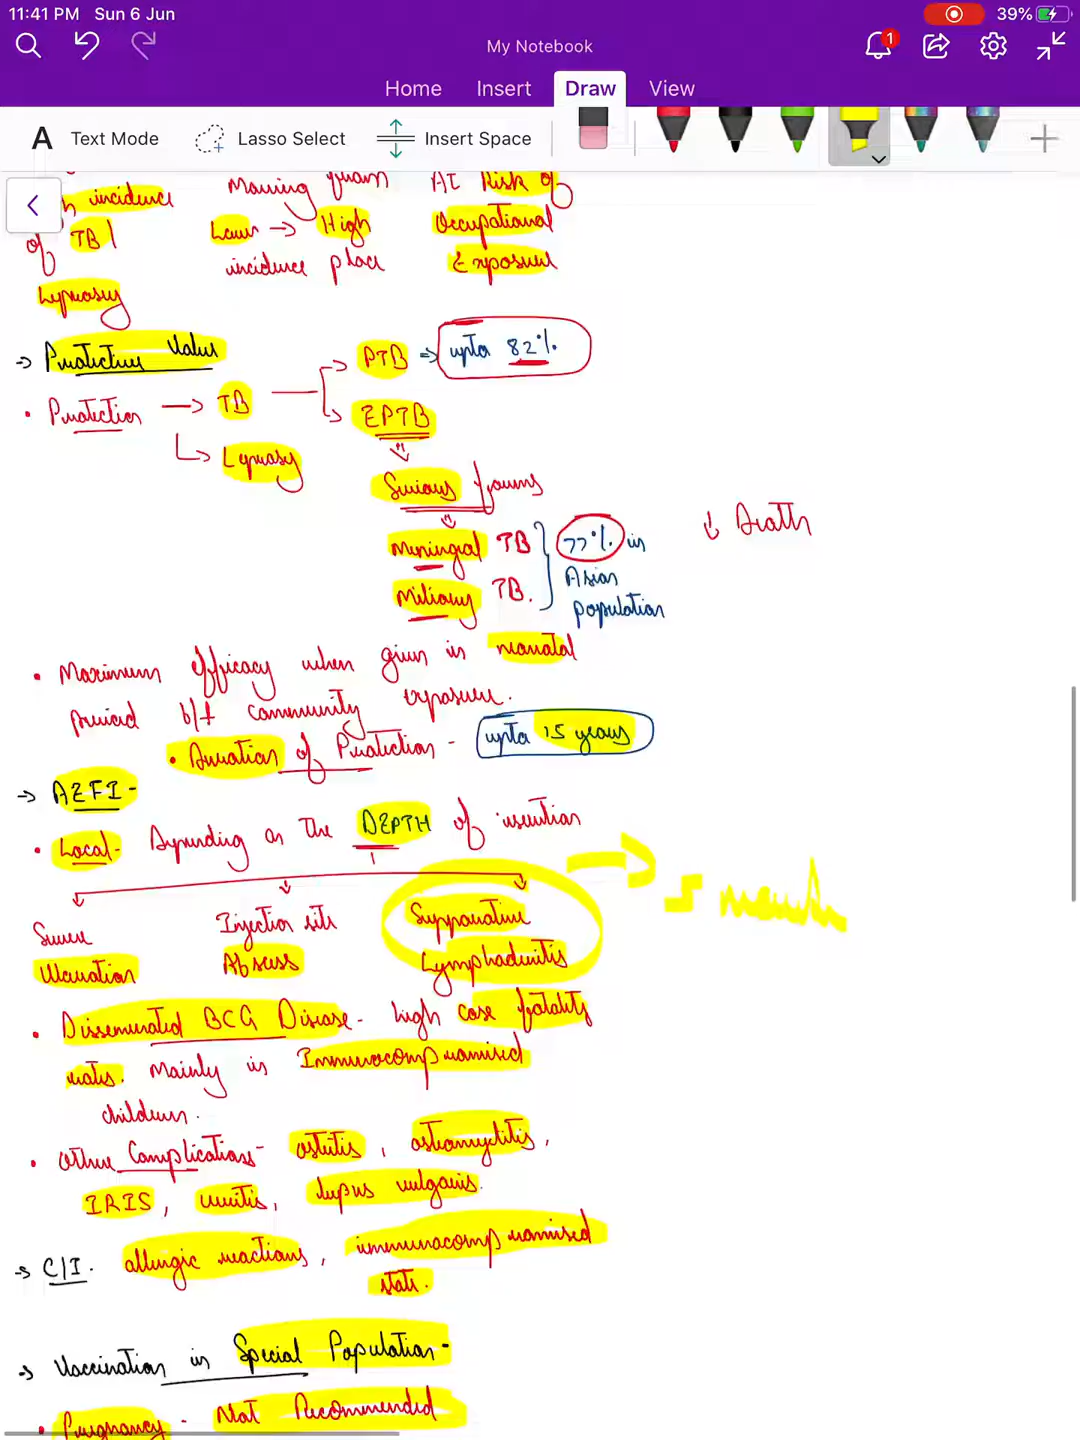 11:41 PM Sun 6 Jun 39%
My Notebook
1
Home Insert Draw View
A Text Mode Lasso Select Insert Space
incidence Moving from At Risk of
of TB Low → High Occupational
Leprosy incidence place Exposure
→ Protective Value
PTB ⇒ upto 82%.
• Protection → TB
EPTB
Leprosy
Serious forms
Meningeal TB 77% in ↓ Death
Miliary TB. Asian population
• Maximum efficacy when given in neonatal
period b/f community exposure.
• Duration of Protection - upto 15 years
→ AEFI -
• Local - Depending on the DEPTH of insertion
Severe Ulceration
Injection site Abscess
Suppurative Lymphadenitis
5
• Disseminated BCG Disease - high case fatality
rates. Mainly in Immunocompromised
children.
• Other Complications - osteitis, osteomyelitis,
IRIS, uveitis, lupus vulgaris.
→ C/I. allergic reactions, immunocompromised
state.
→ Vaccination in Special Population -
• Pregnancy - Not Recommended